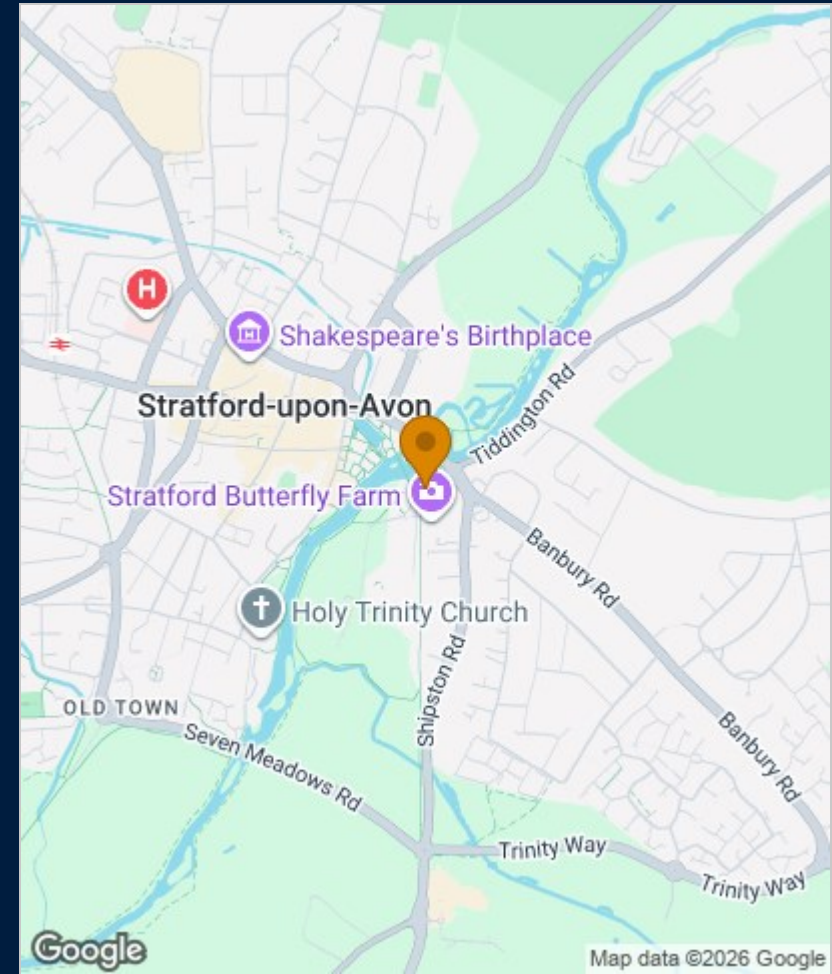 H
Shakespeare's Birthplace
Stratford-upon-Avon
Tiddington Rd
Stratford Butterfly Farm
Banbury Rd
Holy Trinity Church
Shipston Rd
OLD TOWN
Seven Meadows Rd
Banbury Rd
Trinity Way
Trinity Way
Google
Map data ©2026 Google